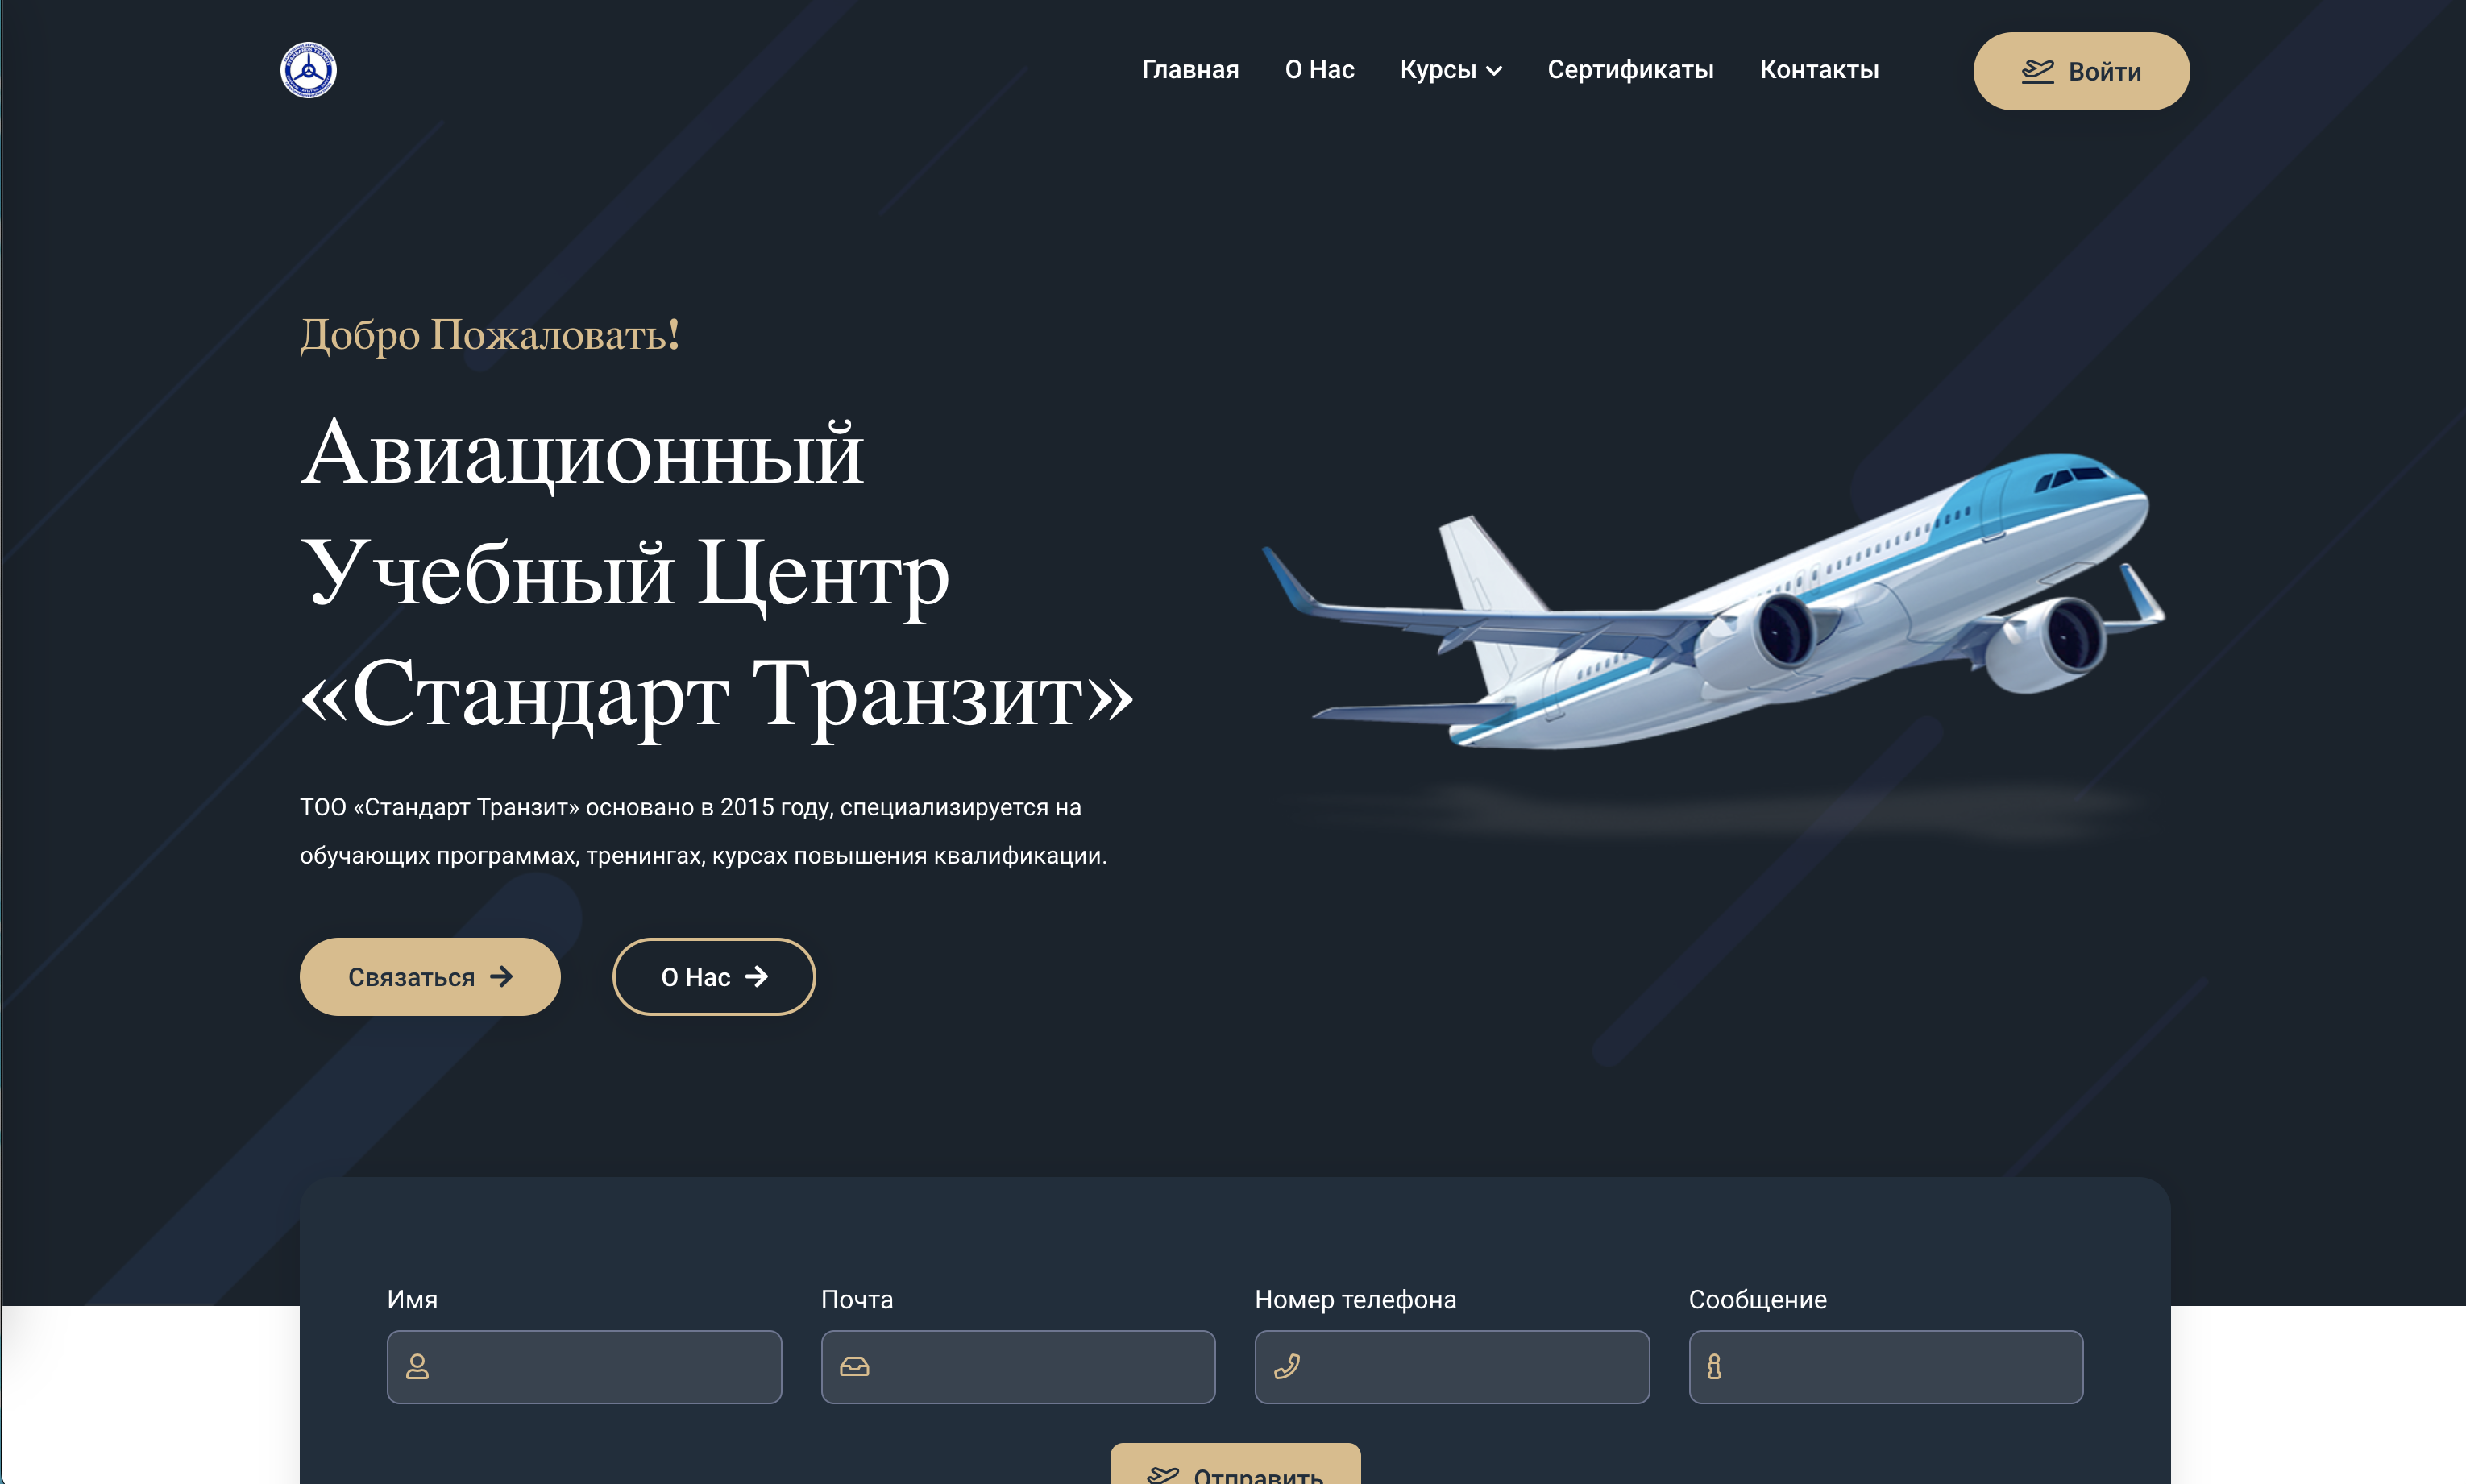 Главная О Нас Курсы Сертификаты Контакты Войти
Добро Пожаловать!
Авиационный
Учебный Центр
«Стандарт Транзит»
ТОО «Стандарт Транзит» основано в 2015 году, специализируется на
обучающих программах, тренингах, курсах повышения квалификации.
Связаться О Нас
Имя Почта Номер телефона Сообщение
Отправить